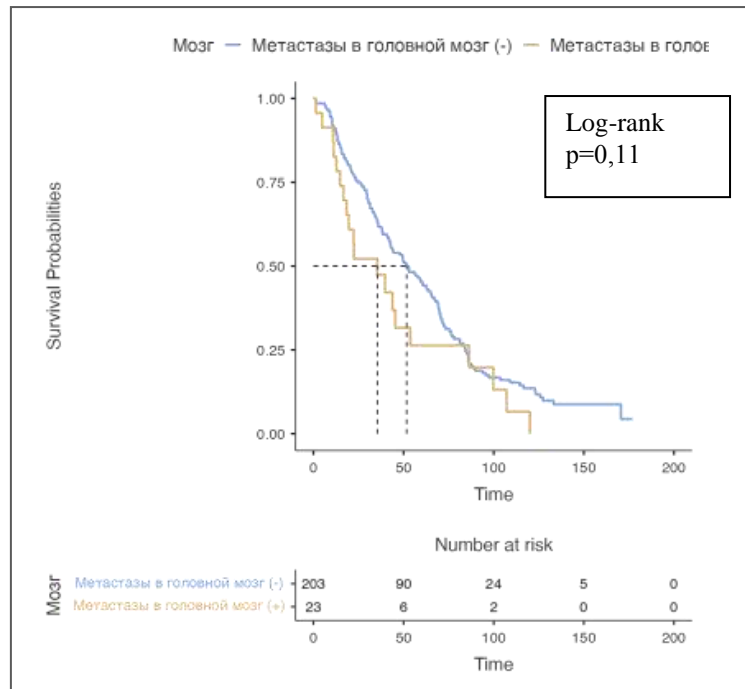 Мозг Метастазы в головной мозг (-) Метастазы в голов
Log-rank
p=0,11
Survival Probabilities
1.00
0.75
0.50
0.25
0.00
0 50 100 150 200
Time
Number at risk
Мозг
Метастазы в головной мозг (-) 203 90 24 5 0
Метастазы в головной мозг (+) 23 6 2 0 0
0 50 100 150 200
Time